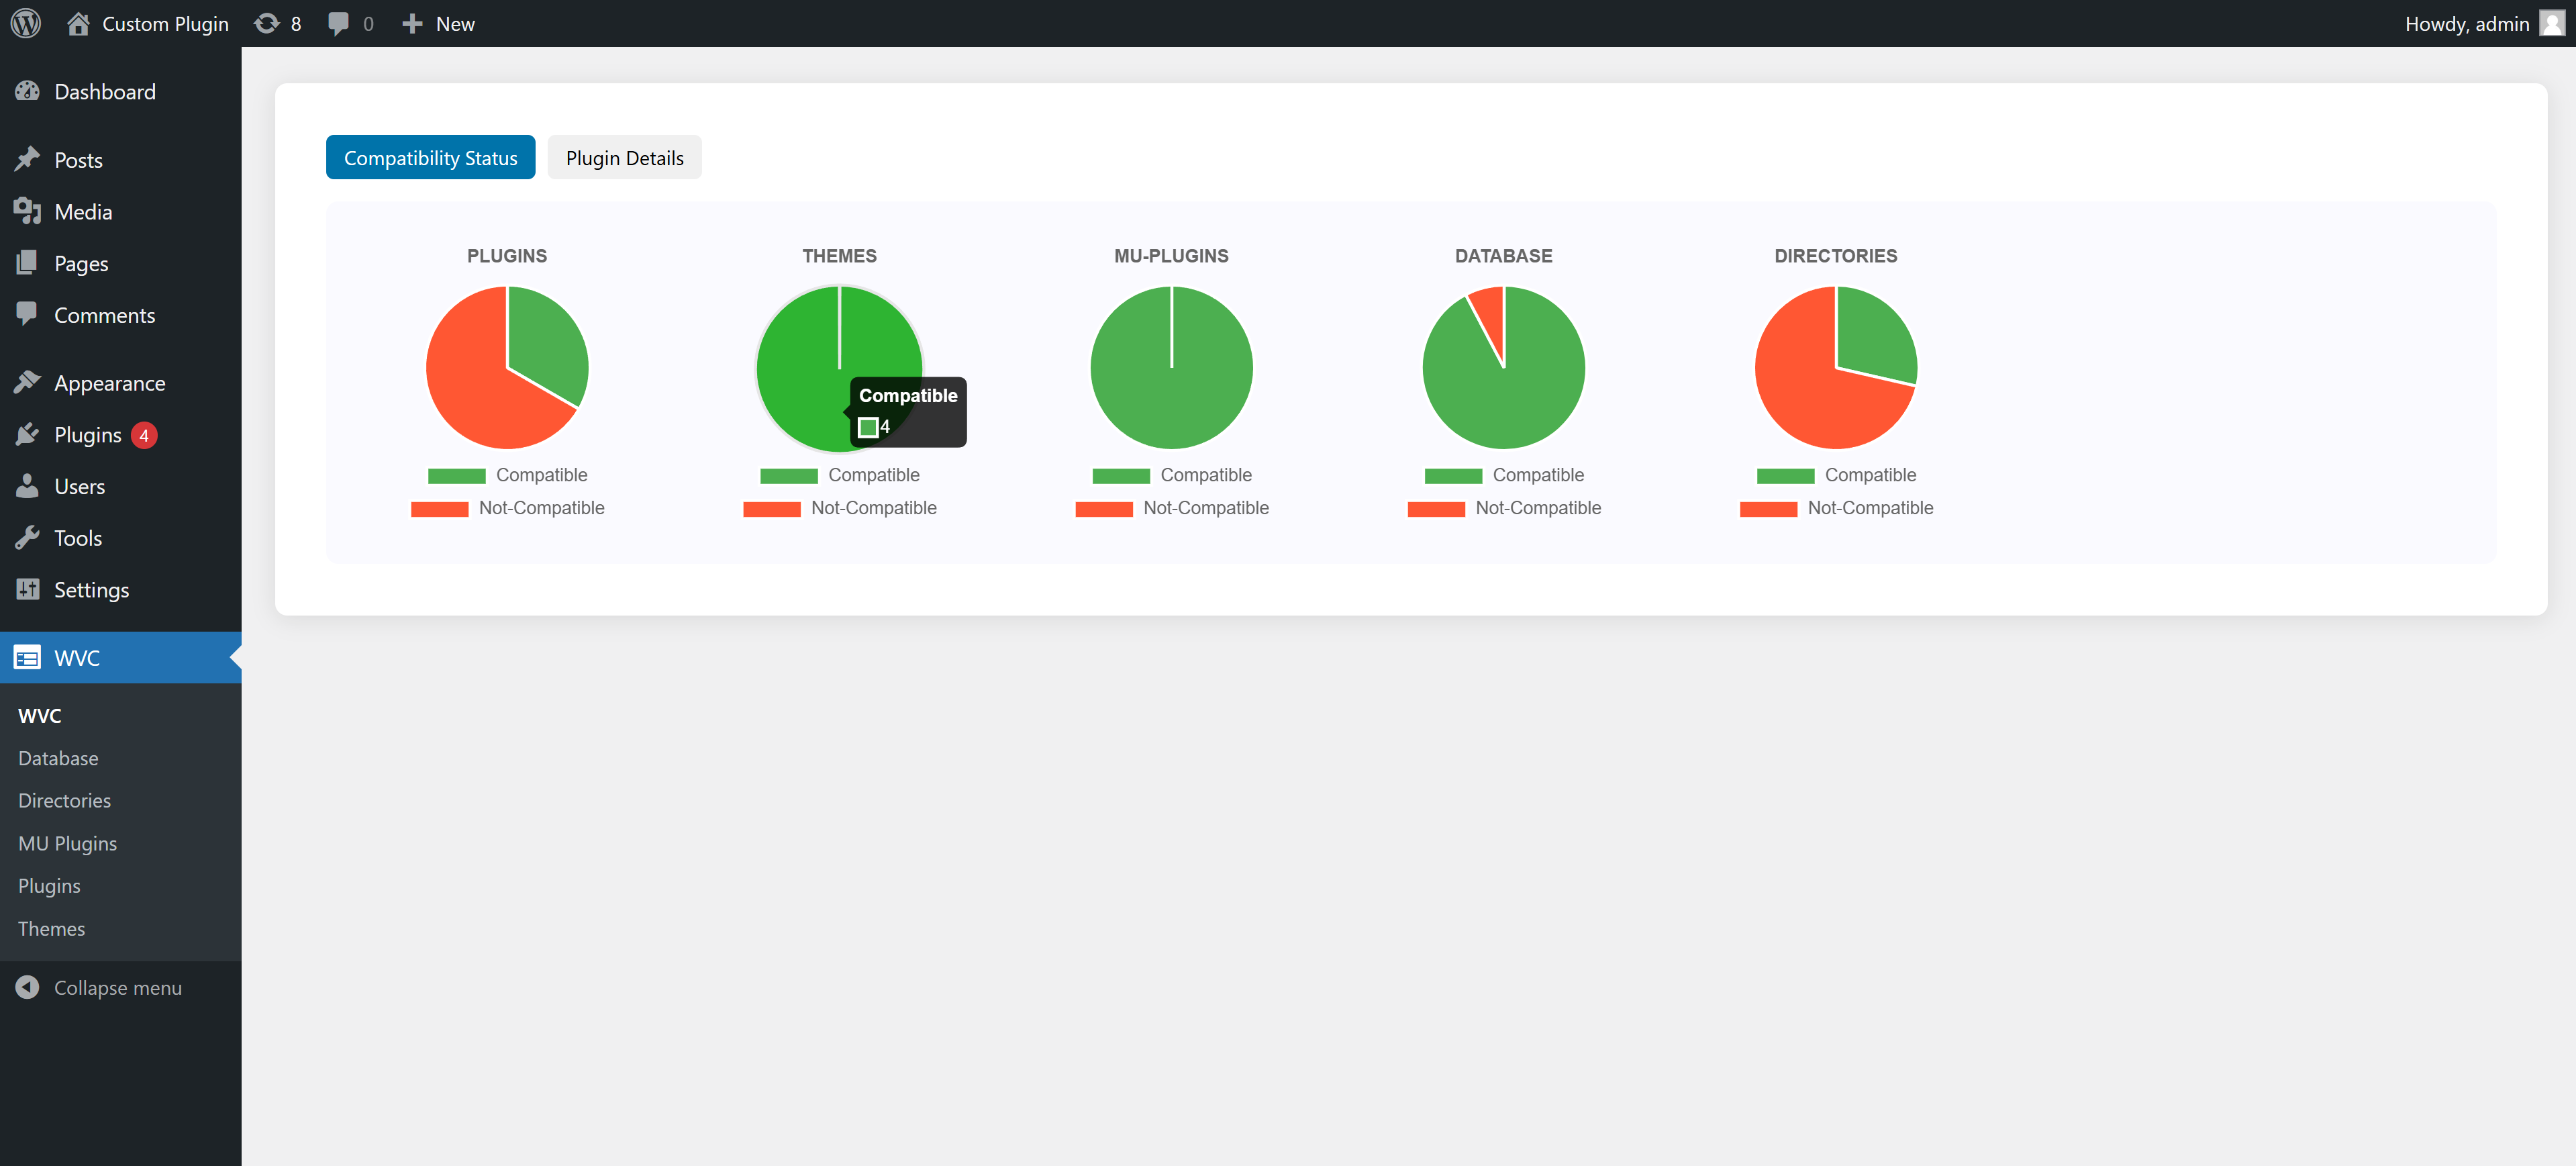 Custom Plugin 8 0 New Howdy, admin
Dashboard
Posts
Media
Pages
Comments
Appearance
Plugins 4
Users
Tools
Settings
WVC
WVC
Database
Directories
MU Plugins
Plugins
Themes
Collapse menu
Compatibility Status Plugin Details
PLUGINS
Compatible
Not-Compatible
THEMES
Compatible
4
Compatible
Not-Compatible
MU-PLUGINS
Compatible
Not-Compatible
DATABASE
Compatible
Not-Compatible
DIRECTORIES
Compatible
Not-Compatible